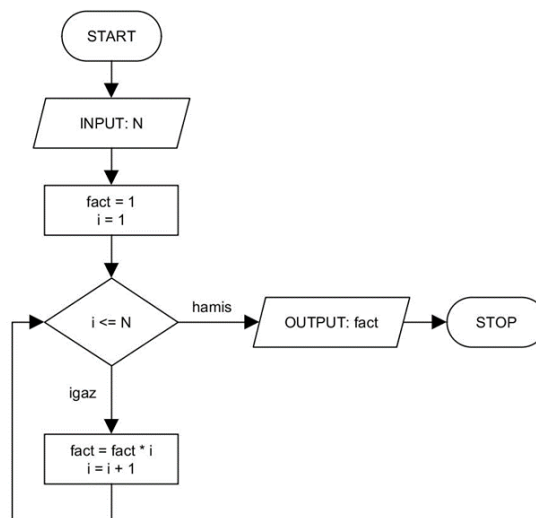 START
INPUT: N
fact = 1
i = 1
i <= N
hamis
OUTPUT: fact
STOP
igaz
fact = fact * i
i = i + 1